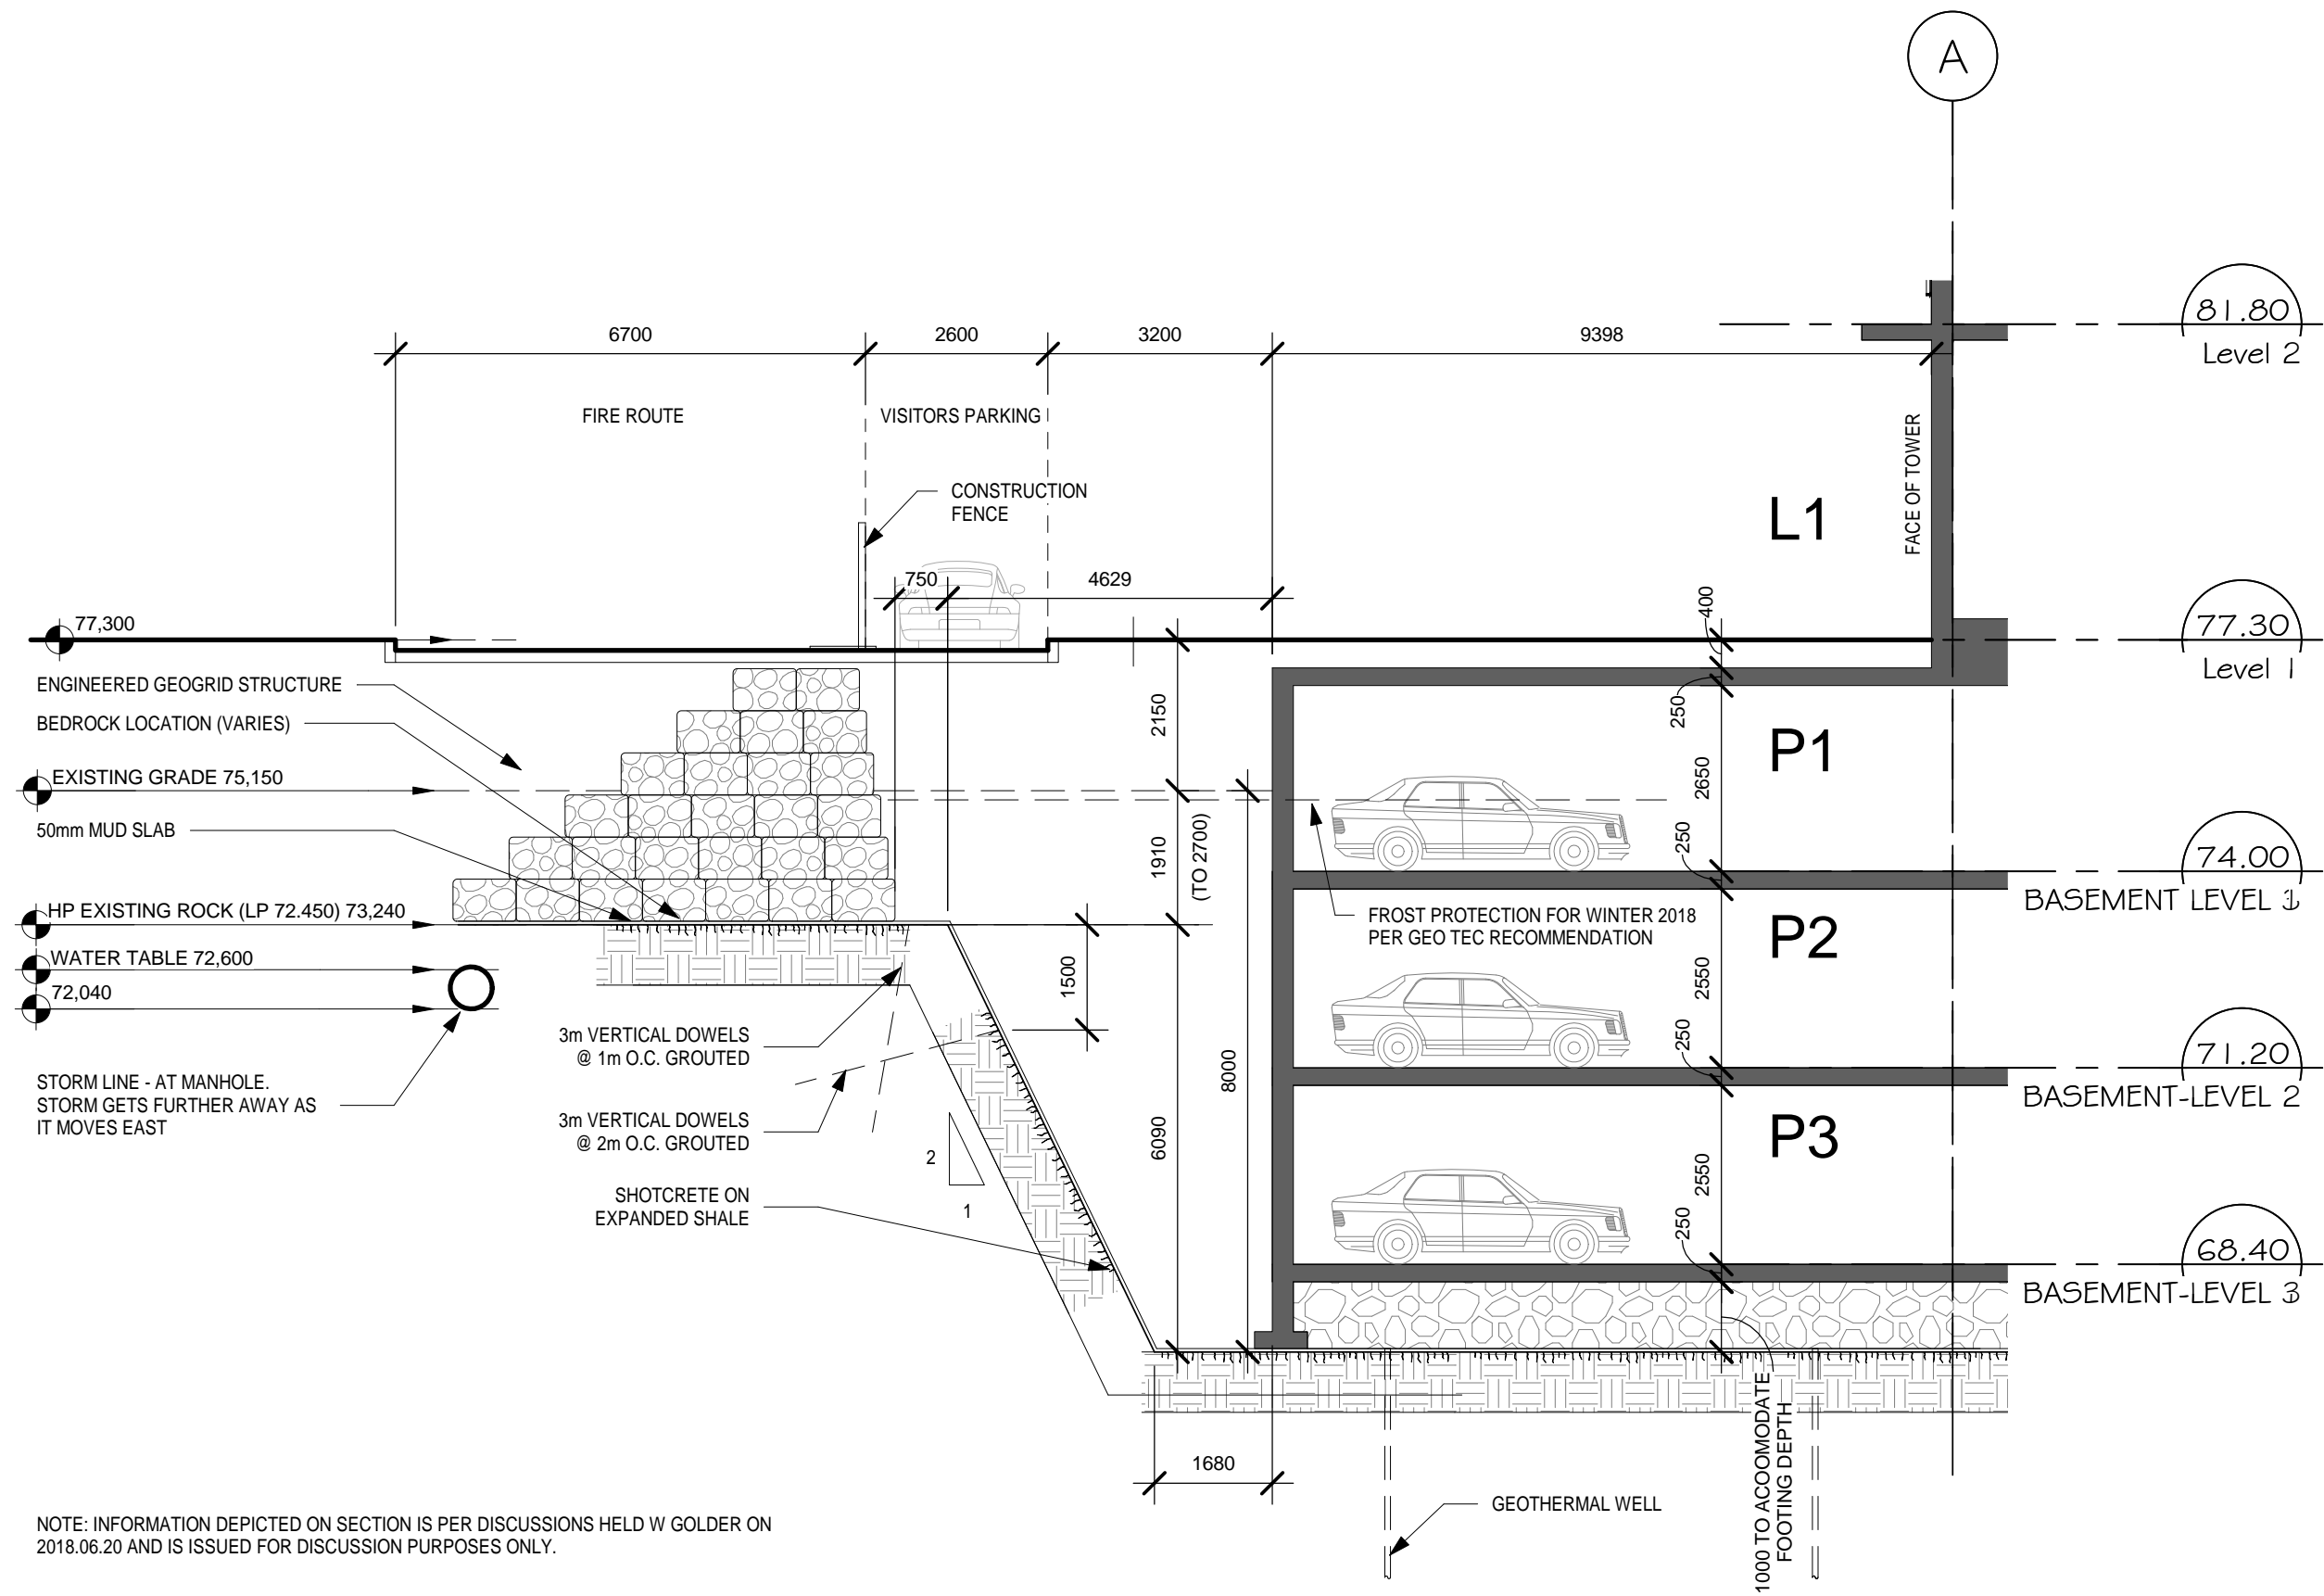 A
81.80
Level 2
6700
2600
3200
9398
FIRE ROUTE
VISITORS PARKING
FACE OF TOWER
CONSTRUCTION
FENCE
L1
750
4629
400
77,300
77.30
Level 1
ENGINEERED GEOGRID STRUCTURE
BEDROCK LOCATION (VARIES)
2150
250
P1
EXISTING GRADE 75,150
2650
50mm MUD SLAB
1910
(TO 2700)
250
74.00
BASEMENT LEVEL 1
HP EXISTING ROCK (LP 72.450) 73,240
FROST PROTECTION FOR WINTER 2018
PER GEO TEC RECOMMENDATION
P2
WATER TABLE 72,600
72,040
1500
2550
3m VERTICAL DOWELS
@ 1m O.C. GROUTED
250
71.20
BASEMENT-LEVEL 2
STORM LINE - AT MANHOLE.
STORM GETS FURTHER AWAY AS
IT MOVES EAST
8000
3m VERTICAL DOWELS
@ 2m O.C. GROUTED
6090
P3
2
1
2550
SHOTCRETE ON
EXPANDED SHALE
250
68.40
BASEMENT-LEVEL 3
1680
1000 TO ACOOMODATE
FOOTING DEPTH
GEOTHERMAL WELL
NOTE: INFORMATION DEPICTED ON SECTION IS PER DISCUSSIONS HELD W GOLDER ON
2018.06.20 AND IS ISSUED FOR DISCUSSION PURPOSES ONLY.